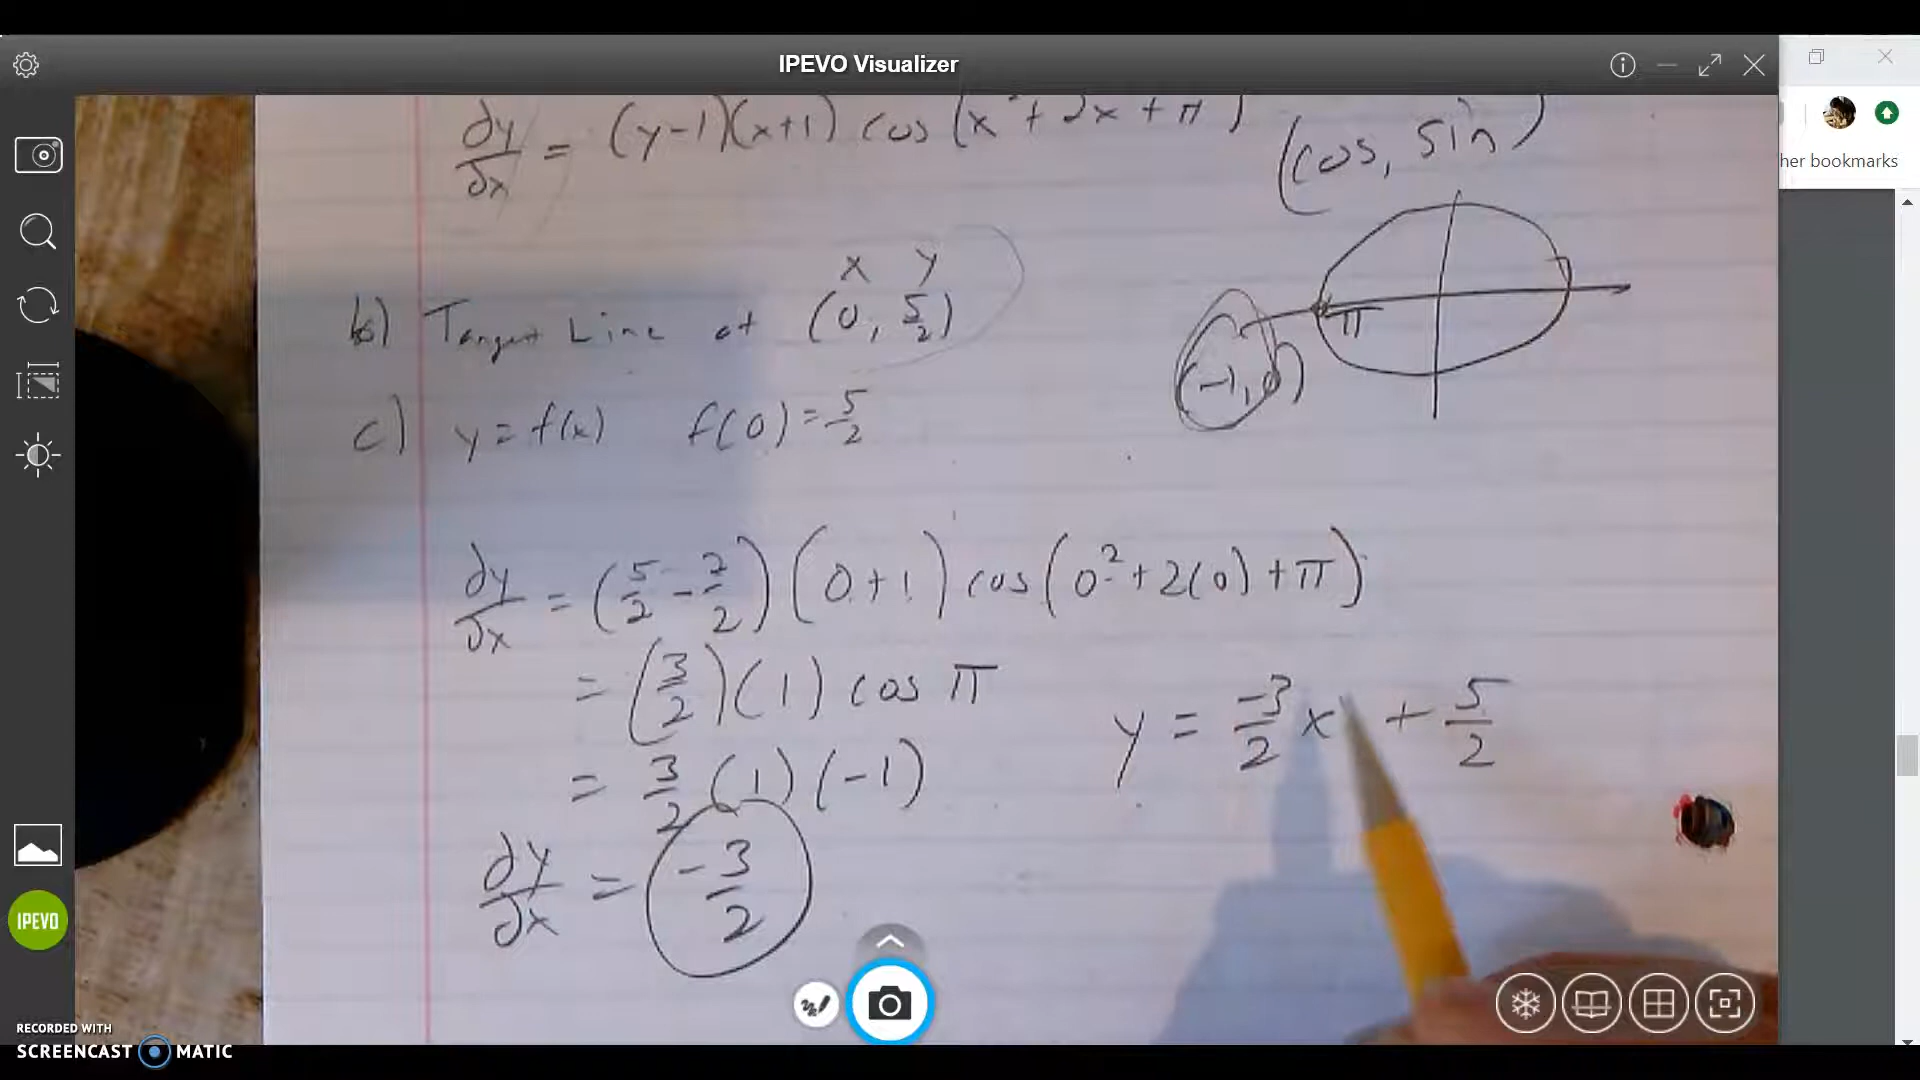 IPEVO Visualizer
her bookmarks
dy/dx = (y-1)(x+1) cos(x² + 2x + π)
(cos, sin)
x y
b) Tangent Line at (0, 5/2)
π
(-1, 0)
c) y = f(x) f(0) = 5/2
dy/dx = (5/2 - 2/2)(0+1) cos(0² + 2(0) + π)
= (3/2)(1) cos π
y = -3/2 x + 5/2
= 3/2 (1)(-1)
dy/dx = -3/2
IPEVO
RECORDED WITH
SCREENCAST MATIC